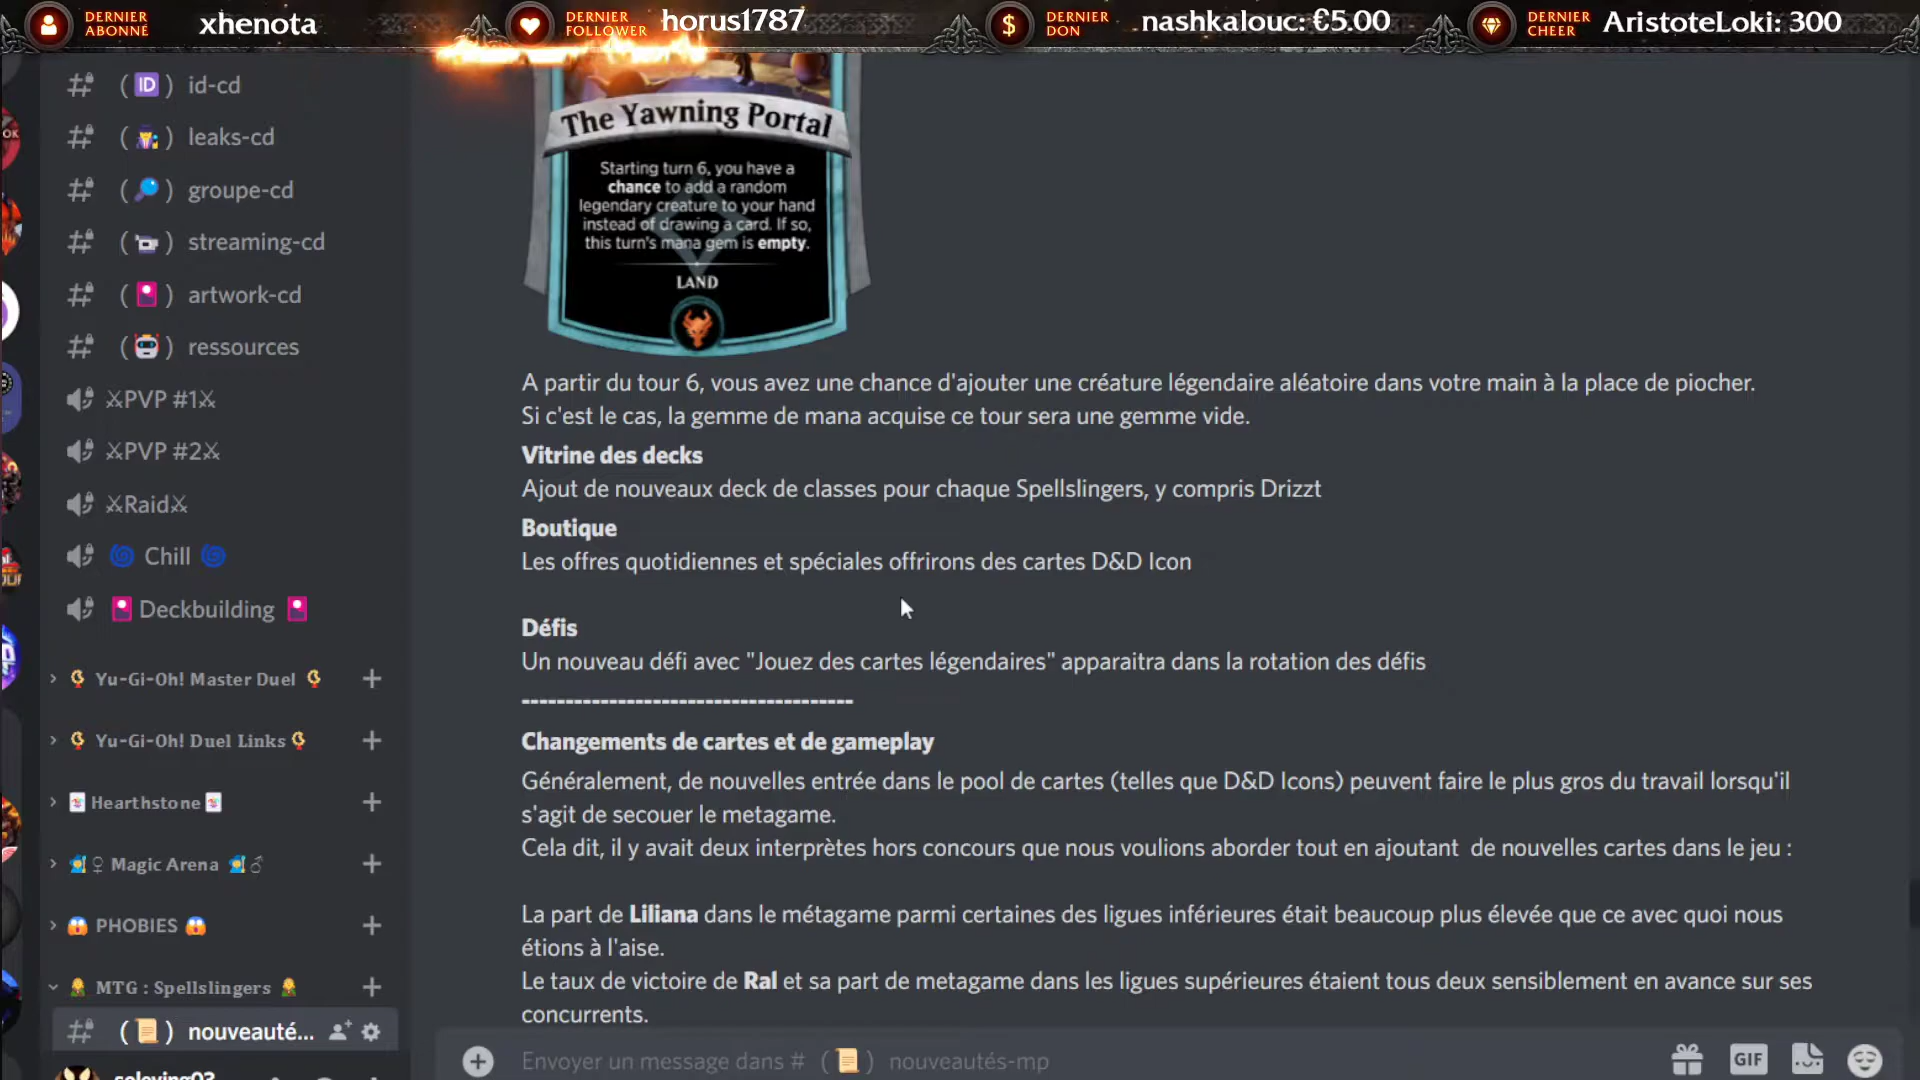 DERNIER ABONNÉ xhenota
DERNIER FOLLOWER horus1787
DERNIER DON nashkalouc: €5.00
DERNIER CHEER AristoteLoki: 300
id-cd
leaks-cd
groupe-cd
streaming-cd
artwork-cd
ressources
⚔PVP #1⚔
⚔PVP #2⚔
⚔Raid⚔
Chill
Deckbuilding
Yu-Gi-Oh! Master Duel
Yu-Gi-Oh! Duel Links
Hearthstone
Magic Arena
PHOBIES
MTG : Spellslingers
nouveauté...
The Yawning Portal
Starting turn 6, you have a
chance to add a random
legendary creature to your hand
instead of drawing a card. If so,
this turn's mana gem is empty.
LAND
A partir du tour 6, vous avez une chance d'ajouter une créature légendaire aléatoire dans votre main à la place de piocher.
Si c'est le cas, la gemme de mana acquise ce tour sera une gemme vide.
Vitrine des decks
Ajout de nouveaux deck de classes pour chaque Spellslingers, y compris Drizzt
Boutique
Les offres quotidiennes et spéciales offrirons des cartes D&D Icon
Défis
Un nouveau défi avec "Jouez des cartes légendaires" apparaitra dans la rotation des défis
--------------------------------------
Changements de cartes et de gameplay
Généralement, de nouvelles entrée dans le pool de cartes (telles que D&D Icons) peuvent faire le plus gros du travail lorsqu'il
s'agit de secouer le metagame.
Cela dit, il y avait deux interprètes hors concours que nous voulions aborder tout en ajoutant de nouvelles cartes dans le jeu :
La part de Liliana dans le métagame parmi certaines des ligues inférieures était beaucoup plus élevée que ce avec quoi nous
étions à l'aise.
Le taux de victoire de Ral et sa part de metagame dans les ligues supérieures étaient tous deux sensiblement en avance sur ses
concurrents.
Envoyer un message dans # ( ) nouveautés-mp
GIF